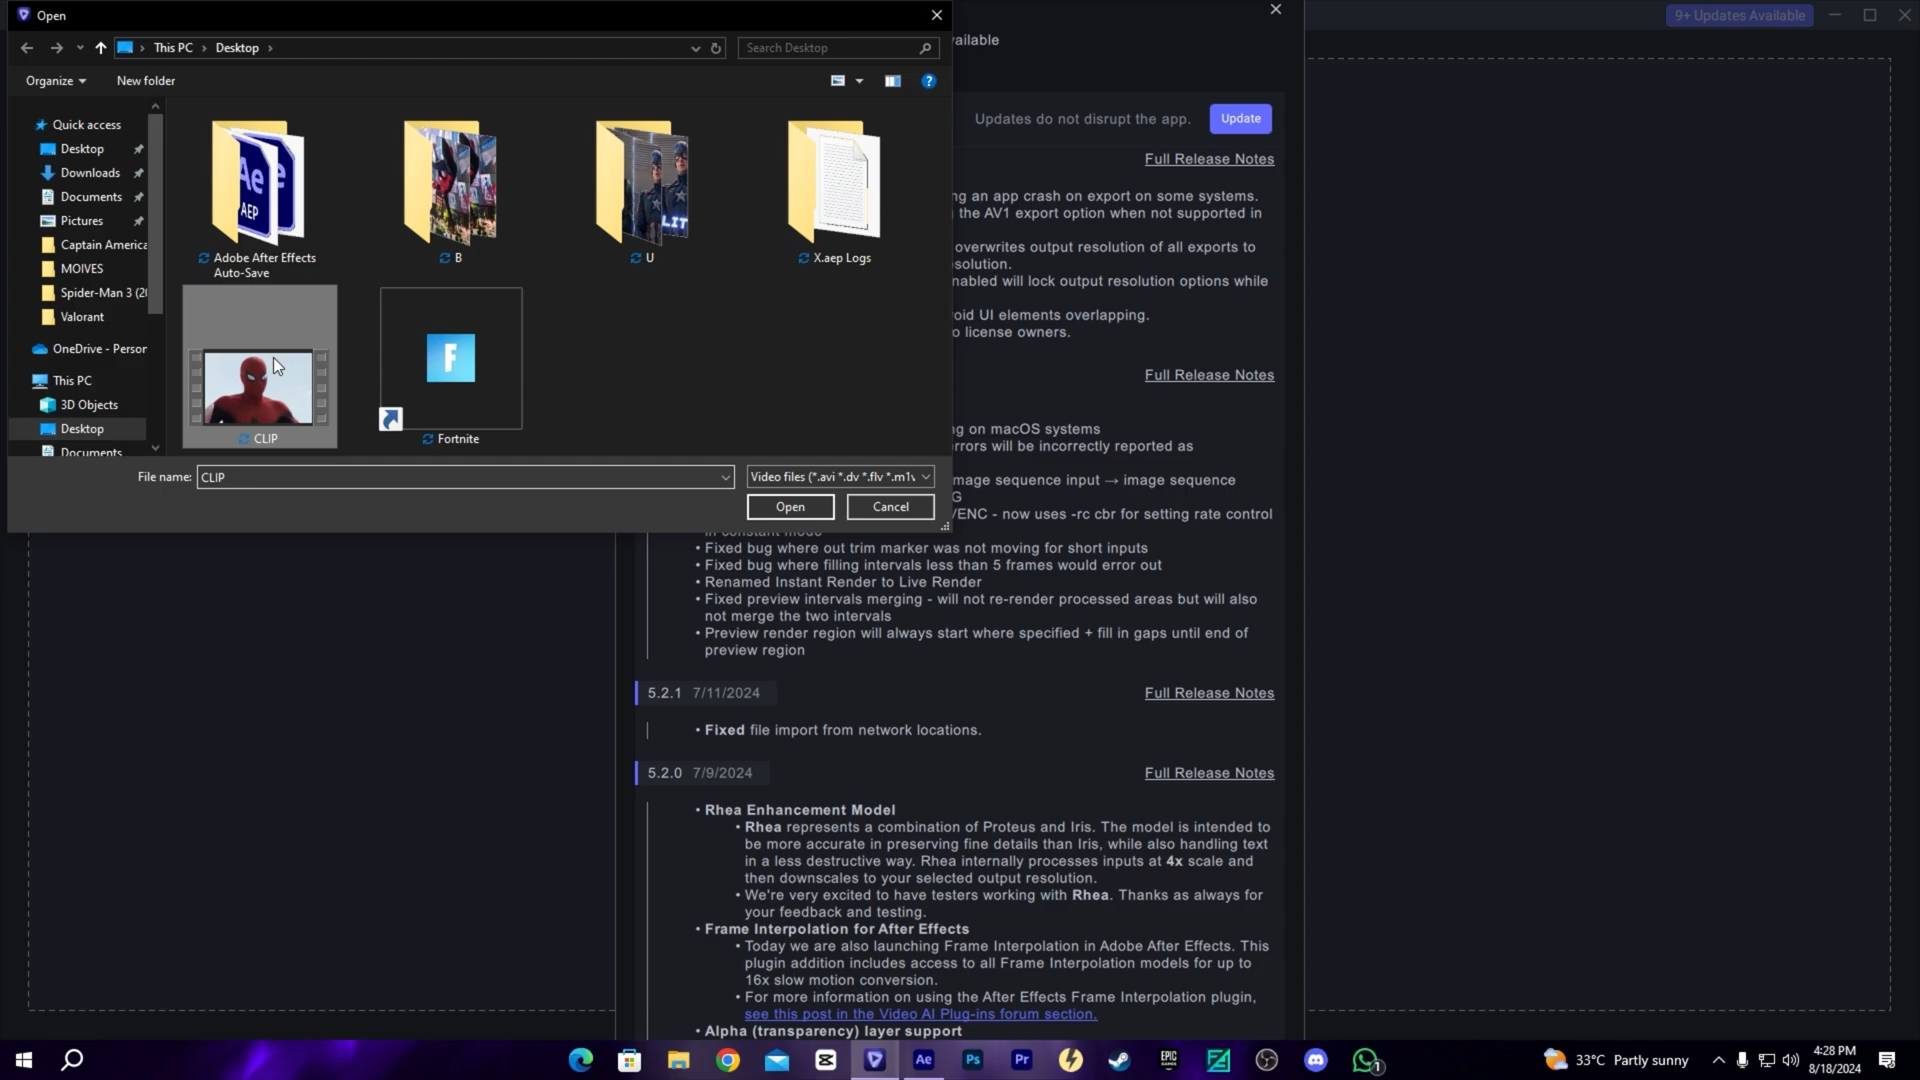 Open
9+ Updates Available
This PC
Desktop
Search Desktop
ailable
Organize
New folder
Updates do not disrupt the app.
Update
Quick access
Desktop
Downloads
Documents
Pictures
Captain America
MOIVES
Spider-Man 3 (20
Valorant
OneDrive - Person
This PC
3D Objects
Desktop
Documents
Ae
AEP
Adobe After Effects
Auto-Save
B
LIT
U
X.aep Logs
CLIP
F
Fortnite
File name:
CLIP
Video files (*.avi *.dv *.flv *.m1v
Open
Cancel
Full Release Notes
ng an app crash on export on some systems.
the AV1 export option when not supported in
overwrites output resolution of all exports to
solution.
nabled will lock output resolution options while
oid UI elements overlapping.
o license owners.
Full Release Notes
g on macOS systems
rrors will be incorrectly reported as
mage sequence input → image sequence
G
VENC - now uses -rc cbr for setting rate control
in constant mode
• Fixed bug where out trim marker was not moving for short inputs
• Fixed bug where filling intervals less than 5 frames would error out
• Renamed Instant Render to Live Render
• Fixed preview intervals merging - will not re-render processed areas but will also
not merge the two intervals
• Preview render region will always start where specified + fill in gaps until end of
preview region
5.2.1 7/11/2024
Full Release Notes
• Fixed file import from network locations.
5.2.0 7/9/2024
Full Release Notes
• Rhea Enhancement Model
• Rhea represents a combination of Proteus and Iris. The model is intended to
be more accurate in preserving fine details than Iris, while also handling text
in a less destructive way. Rhea internally processes inputs at 4x scale and
then downscales to your selected output resolution.
• We're very excited to have testers working with Rhea. Thanks as always for
your feedback and testing.
• Frame Interpolation for After Effects
• Today we are also launching Frame Interpolation in Adobe After Effects. This
plugin addition includes access to all Frame Interpolation models for up to
16x slow motion conversion.
• For more information on using the After Effects Frame Interpolation plugin,
see this post in the Video AI Plug-ins forum section.
• Alpha (transparency) layer support
Ae
Ps
Pr
EPIC
GAMES
1
33°C Partly sunny
4:28 PM
8/18/2024